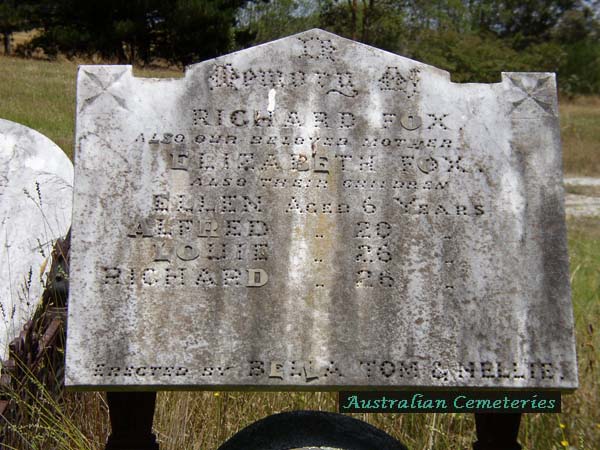 In
Memory Of
RICHARD FOX
ALSO OUR BELOVED MOTHER
ELIZABETH FOX.
ALSO THEIR CHILDREN
ELLEN AGED 6 YEARS
ALFRED „ 20 „
LOUIE „ 26 „
RICHARD „ 26 „
ERECTED BY BELLA TOM & NELLIE
Australian Cemeteries